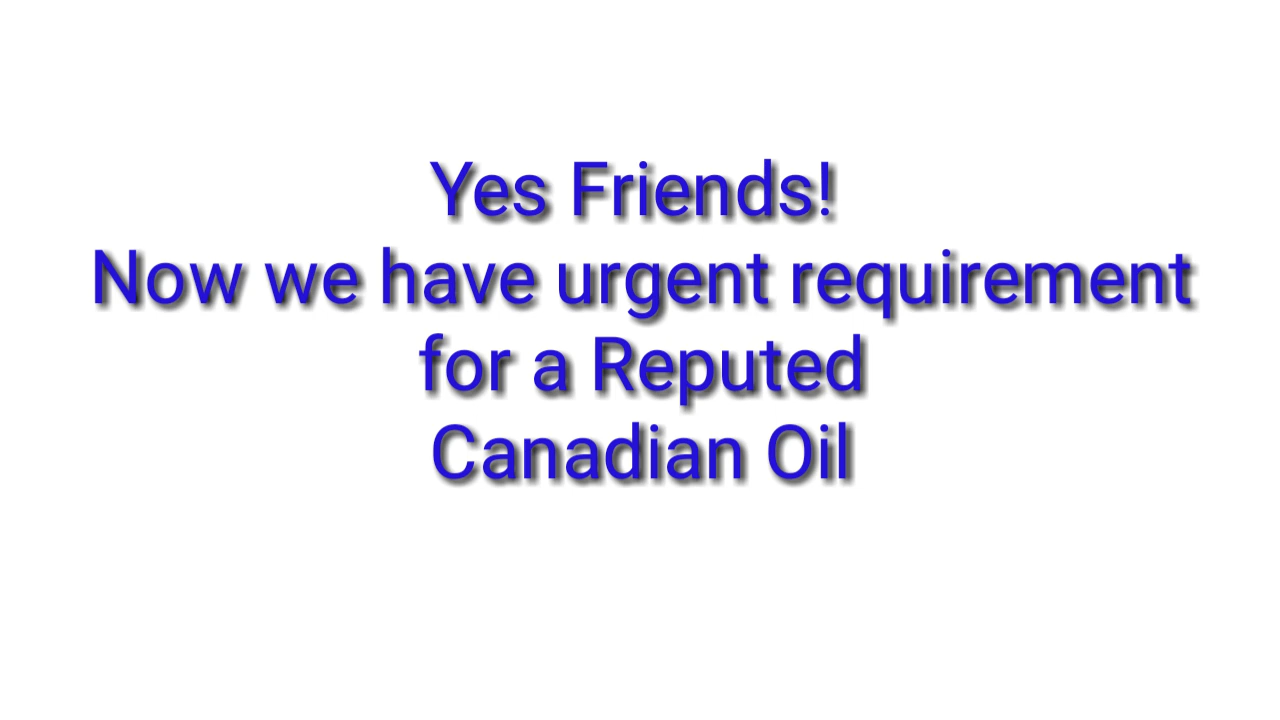 Yes Friends!
Now we have urgent requirement
for a Reputed
Canadian Oil